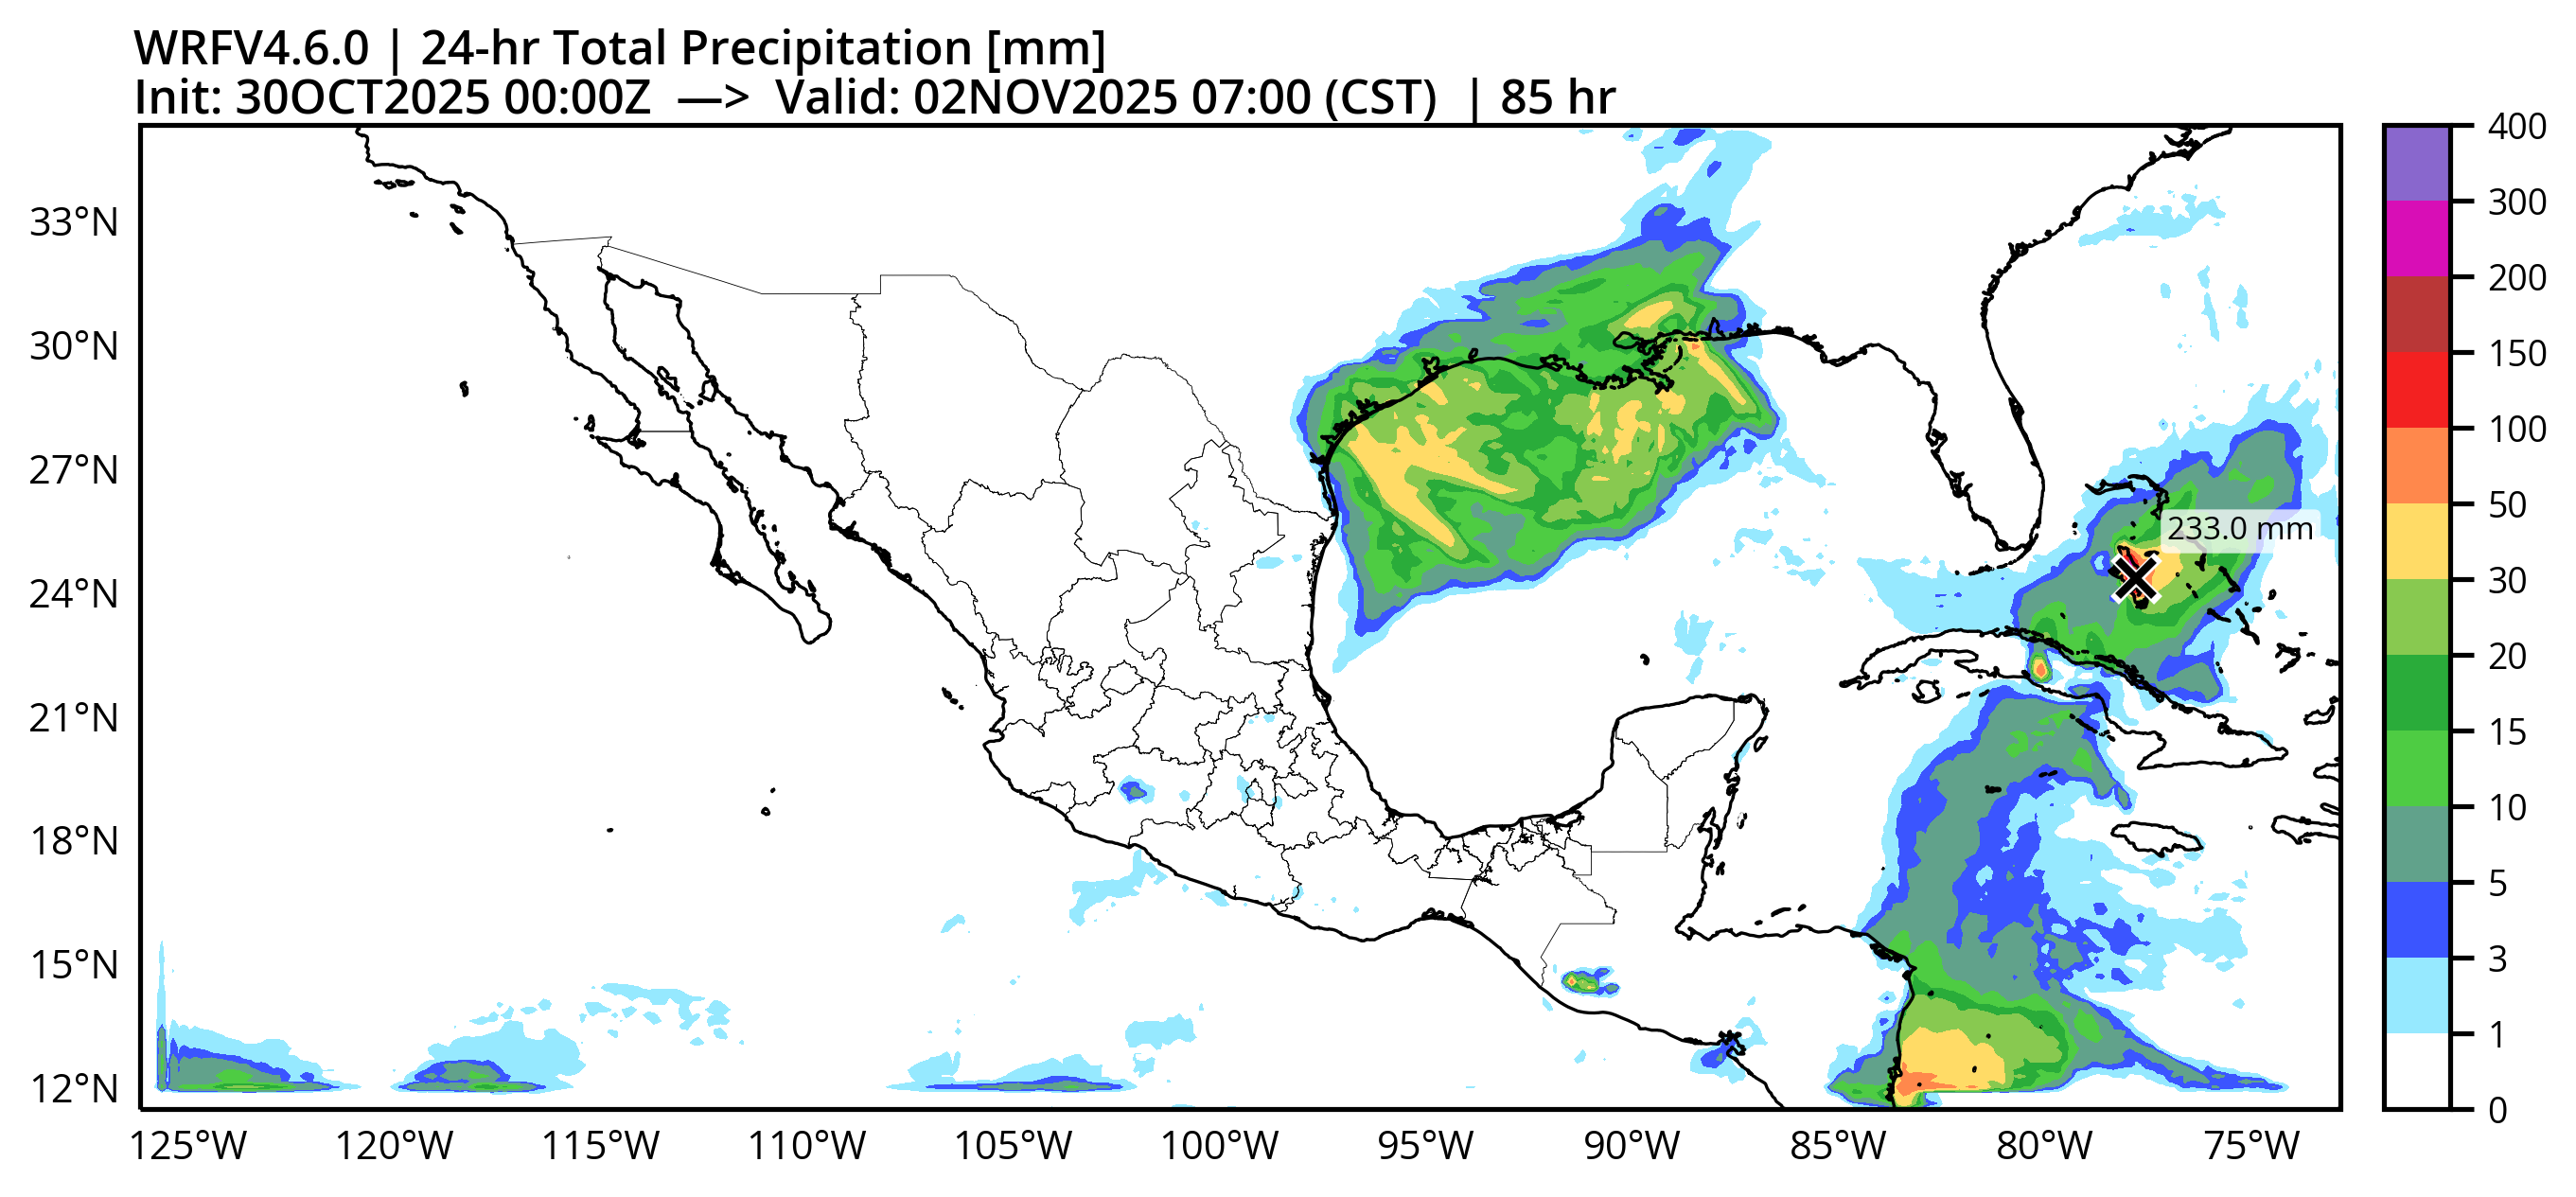 WRFV4.6.0 | 24-hr Total Precipitation [mm]
Init: 30OCT2025 00:00Z —> Valid: 02NOV2025 07:00 (CST) | 85 hr
33°N
30°N
27°N
24°N
21°N
18°N
15°N
12°N
125°W 120°W 115°W 110°W 105°W 100°W 95°W 90°W 85°W 80°W 75°W
233.0 mm
400
300
200
150
100
50
30
20
15
10
5
3
1
0